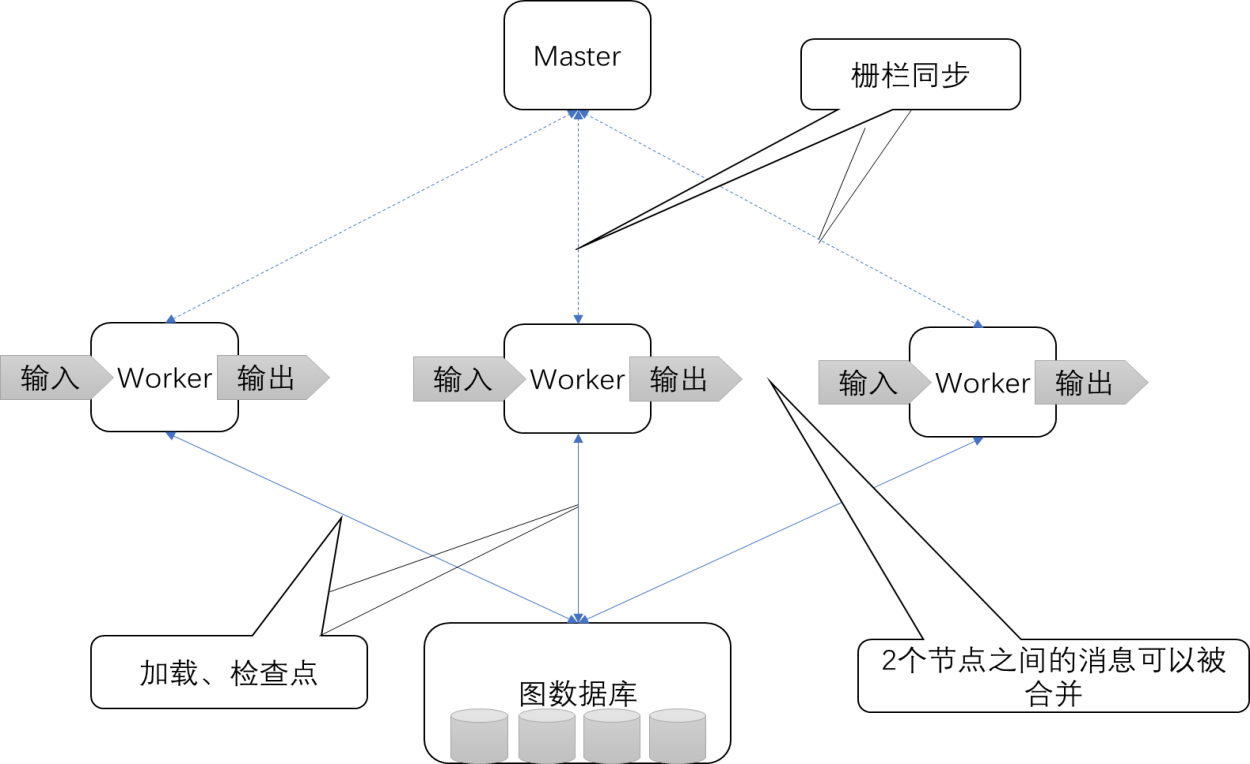 Master
栅栏同步
输入
Worker
输出
输入
Worker
输出
输入
Worker
输出
加载、检查点
图数据库
2个节点之间的消息可以被
合并